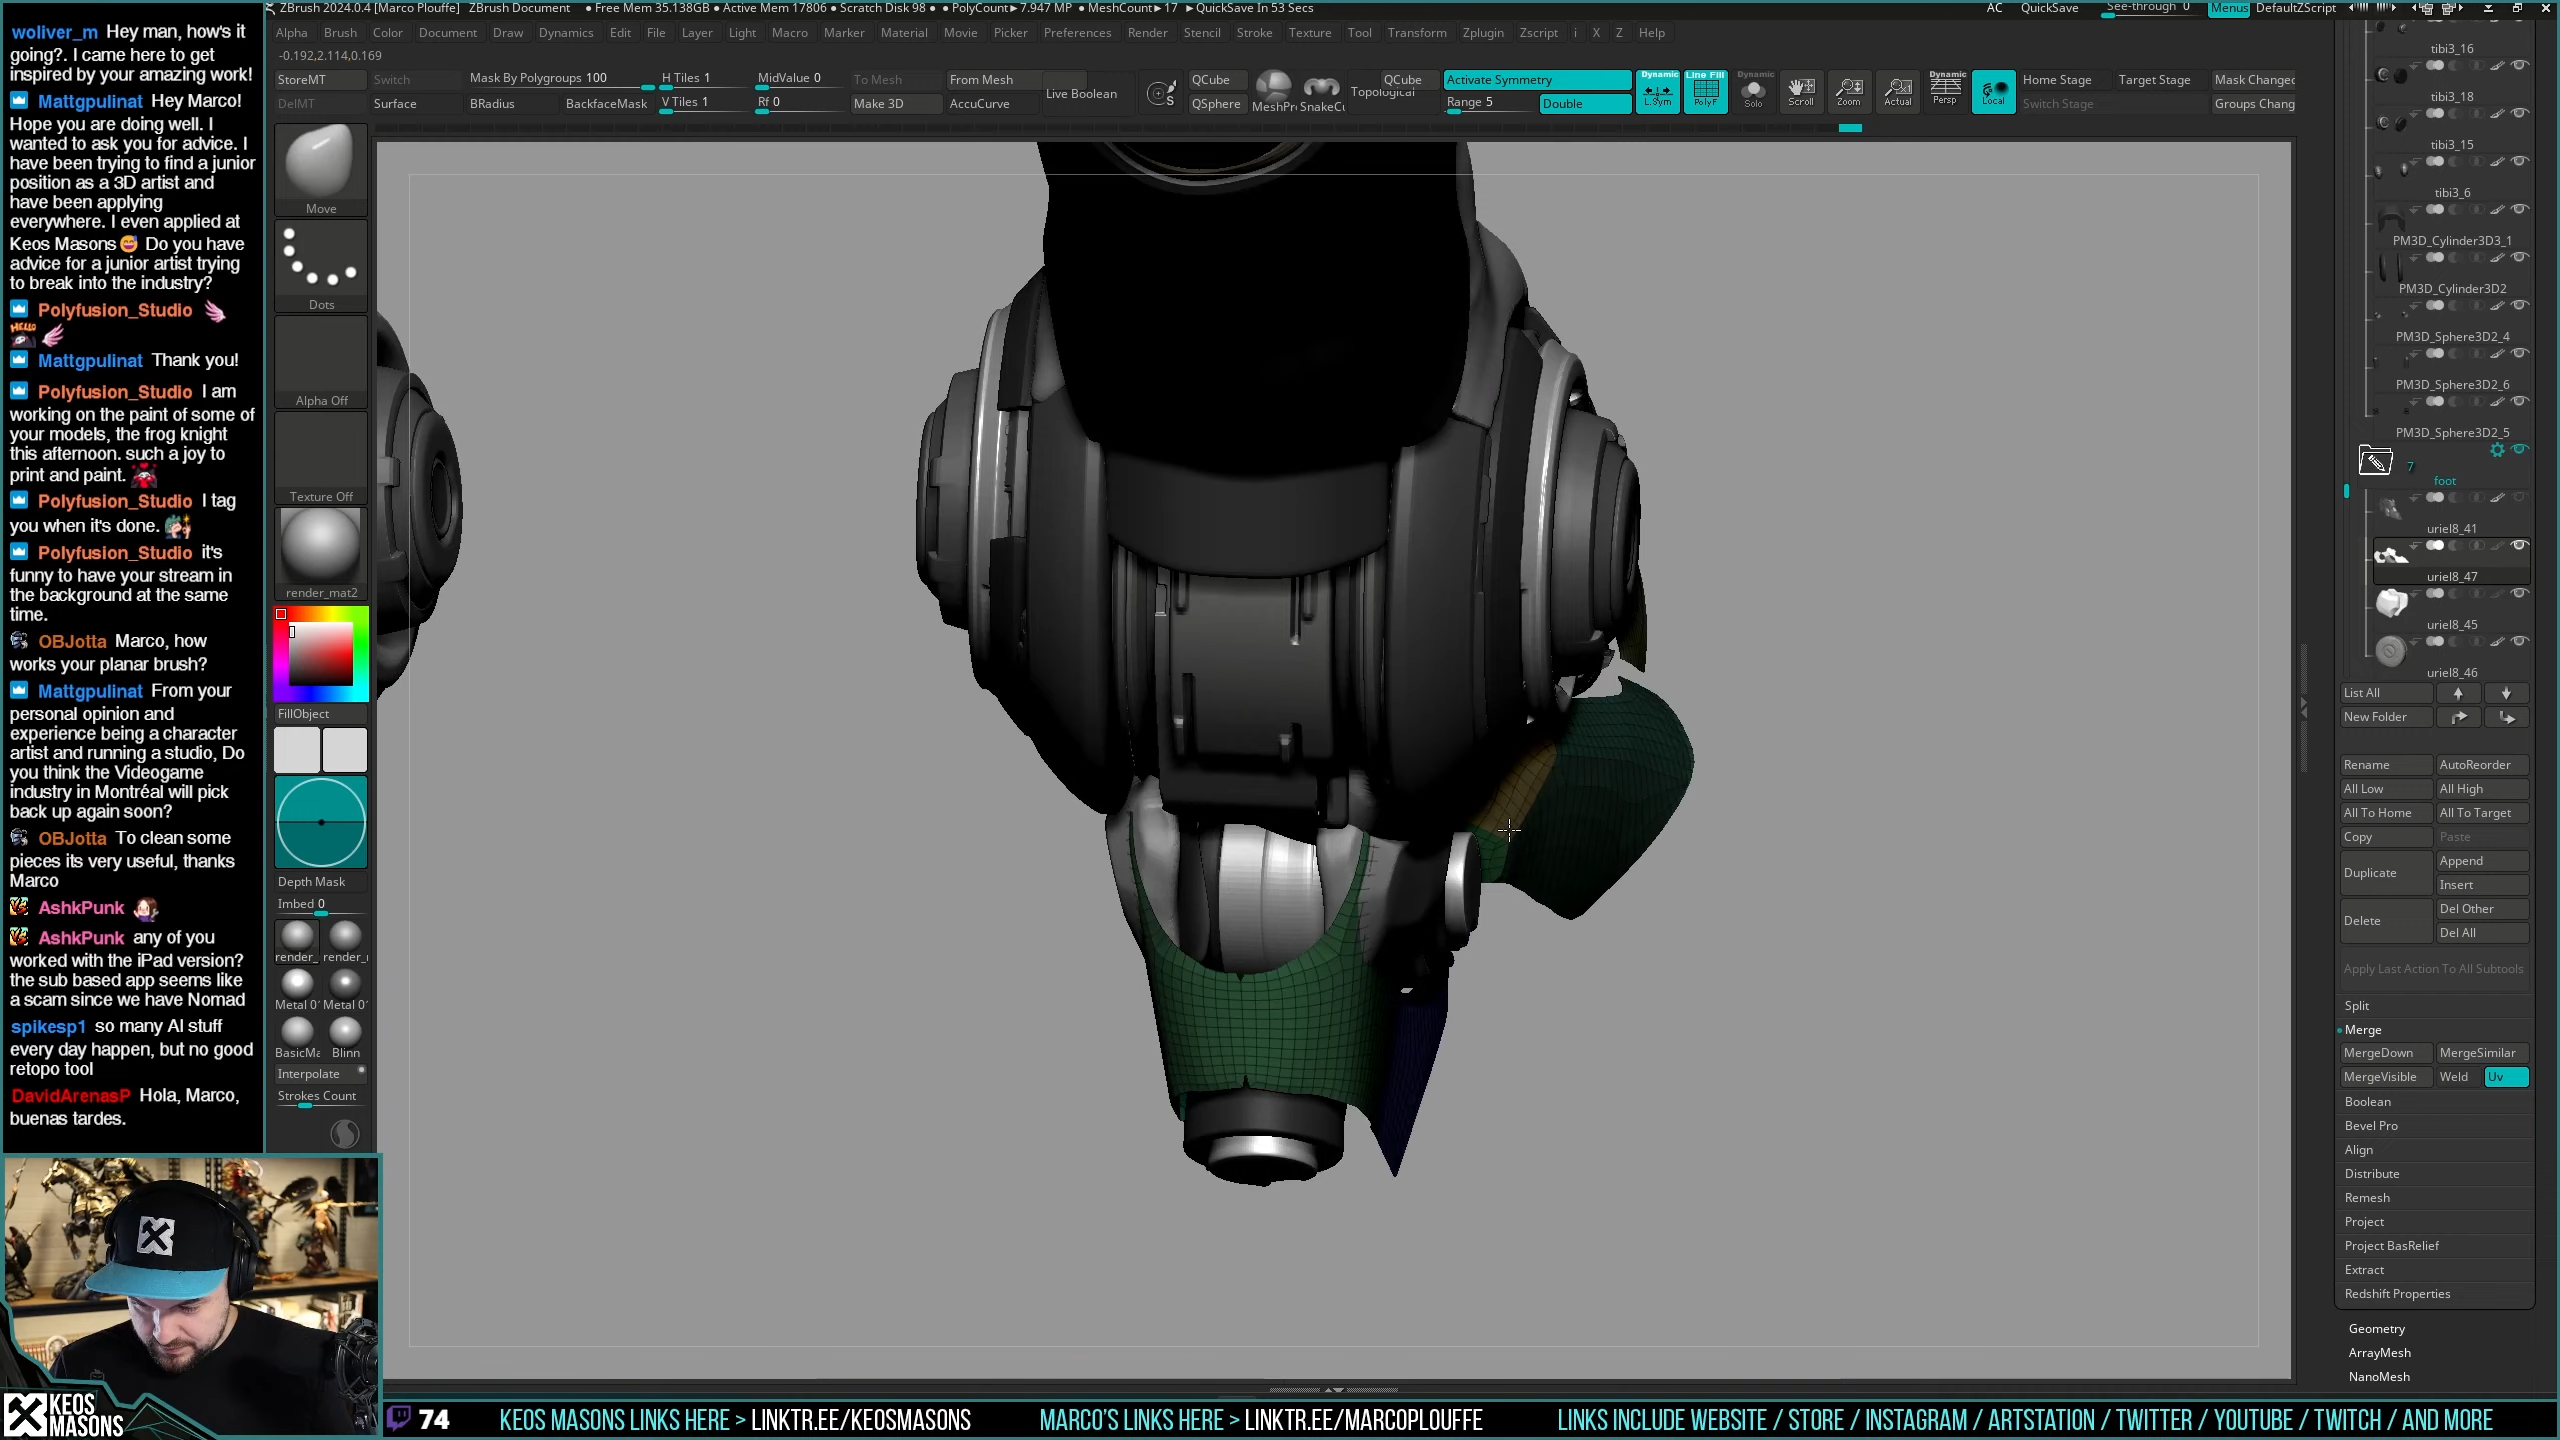 ZBrush 2024.0.4 [Marco Plouffe] ZBrush Document • Free Mem 35.138GB • Active Mem 17806 • Scratch Disk 98 • • PolyCount► 7.947 MP • MeshCount► 17 ►QuickSave In 53 Secs AC QuickSave See-through 0 Menus DefaultZScript
Alpha Brush Color Document Draw Dynamics Edit File Layer Light Macro Marker Material Movie Picker Preferences Render Stencil Stroke Texture Tool Transform Zplugin Zscript i X Z Help
-0.192,2.114,0.169
StoreMT Switch Mask By Polygroups 100 H Tiles 1 MidValue 0 To Mesh From Mesh QCube QCube Activate Symmetry Dynamic Line Fill Dynamic Dynamic Home Stage Target Stage Mask Changed
DelMT Surface BRadius BackfaceMask V Tiles 1 Rf 0 Make 3D AccuCurve Live Boolean QSphere Topological Range 5 Double L.Sym PolyF Solo Scroll Zoom Actual Persp Local Switch Stage Groups Chang
woliver_m Hey man, how's it
going?. I came here to get
inspired by your amazing work!
Mattgpulinat Hey Marco!
Hope you are doing well. I
wanted to ask you for advice. I
have been trying to find a junior
position as a 3D artist and
have been applying
everywhere. I even applied at
Keos Masons Do you have
advice for a junior artist trying
to break into the industry?
Polyfusion_Studio
HELLO
Mattgpulinat Thank you!
Polyfusion_Studio I am
working on the paint of some of
your models, the frog knight
this afternoon. such a joy to
print and paint.
Polyfusion_Studio I tag
you when it's done.
Polyfusion_Studio it's
funny to have your stream in
the background at the same
time.
OBJotta Marco, how
works your planar brush?
Mattgpulinat From your
personal opinion and
experience being a character
artist and running a studio, Do
you think the Videogame
industry in Montréal will pick
back up again soon?
OBJotta To clean some
pieces its very useful, thanks
Marco
AshkPunk
AshkPunk any of you
worked with the iPad version?
the sub based app seems like
a scam since we have Nomad
spikesp1 so many AI stuff
every day happen, but no good
retopo tool
DavidArenasP Hola, Marco,
buenas tardes.
Move
Dots
Alpha Off
Texture Off
render_mat2
FillObject
Depth Mask
Imbed 0
render_ render_
Metal 0 Metal 0
BasicMa Blinn
Interpolate
Strokes Count
tibi3_16
tibi3_18
tibi3_15
tibi3_6
PM3D_Cylinder3D3_1
PM3D_Cylinder3D2
PM3D_Sphere3D2_4
PM3D_Sphere3D2_6
PM3D_Sphere3D2_5
7
foot
uriel8_41
uriel8_47
uriel8_45
uriel8_46
List All
New Folder
Rename AutoReorder
All Low All High
All To Home All To Target
Copy Paste
Duplicate Append
Insert
Delete Del Other
Del All
Apply Last Action To All Subtools
Split
Merge
MergeDown MergeSimilar
MergeVisible Weld Uv
Boolean
Bevel Pro
Align
Distribute
Remesh
Project
Project BasRelief
Extract
Redshift Properties
Geometry
ArrayMesh
NanoMesh
KEOS
MASONS
74 KEOS MASONS LINKS HERE > LINKTR.EE/KEOSMASONS MARCO'S LINKS HERE > LINKTR.EE/MARCOPLOUFFE LINKS INCLUDE WEBSITE / STORE / INSTAGRAM / ARTSTATION / TWITTER / YOUTUBE / TWITCH / AND MORE